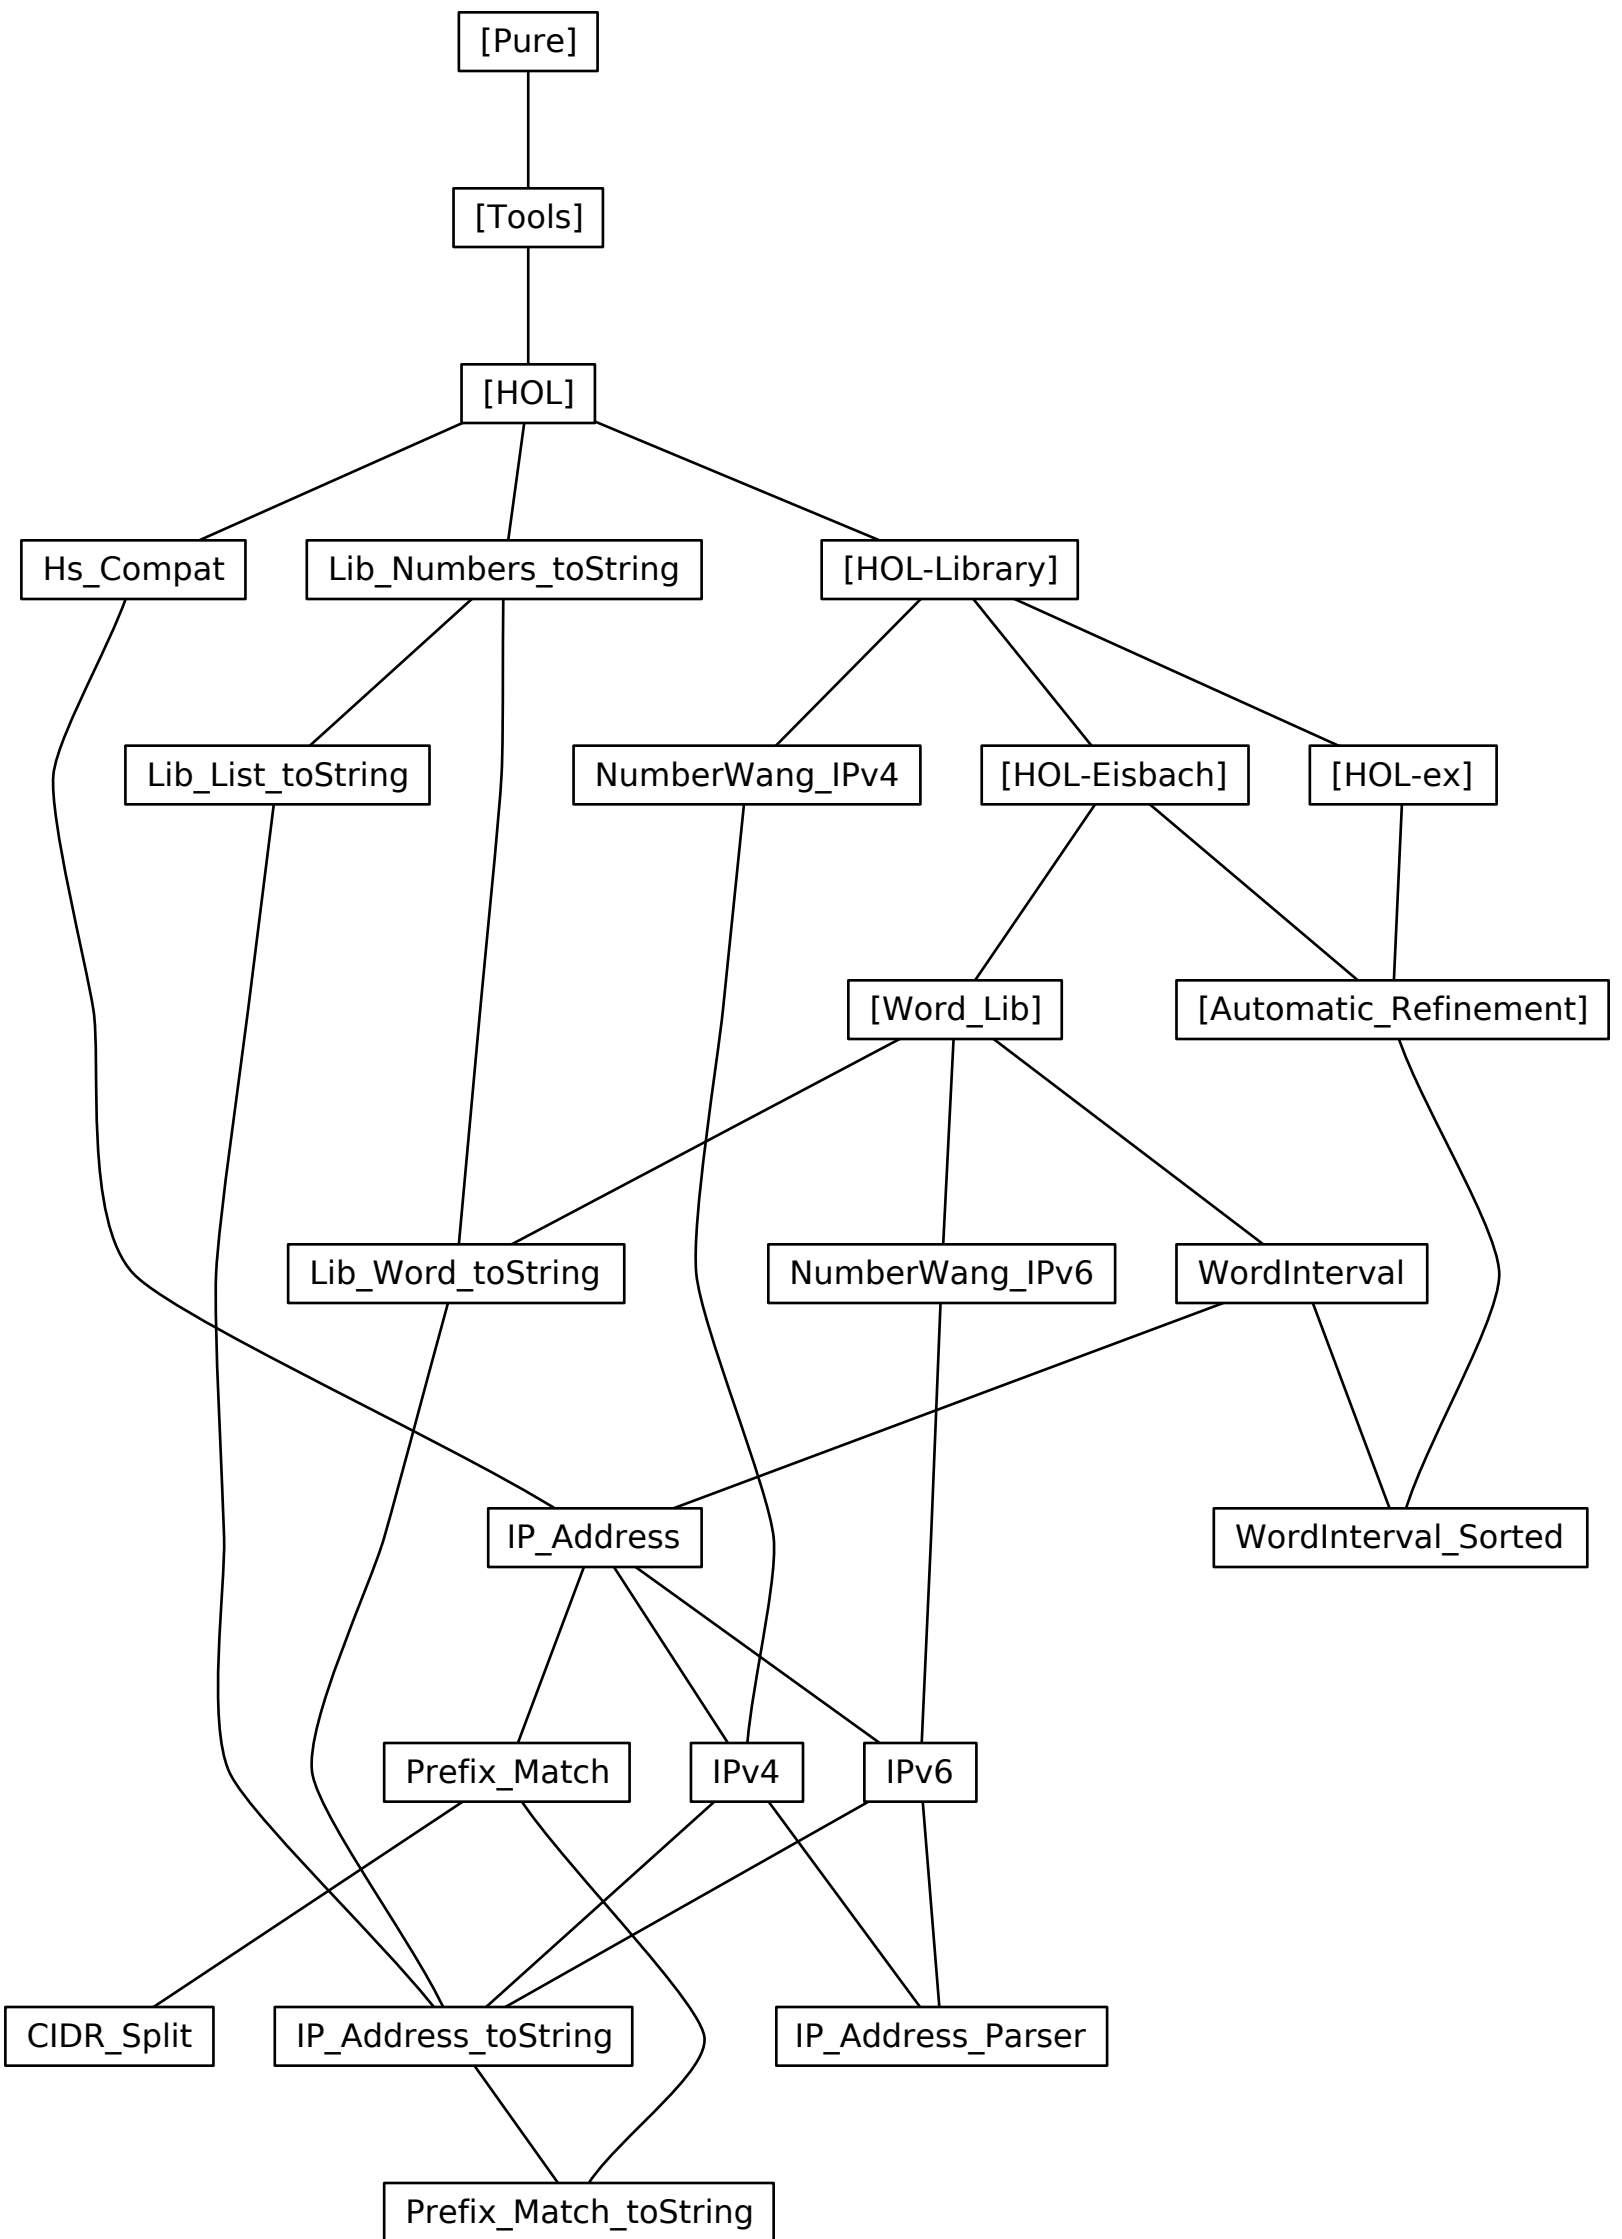 [Pure]
[Tools]
[HOL]
Hs_Compat
Lib_Numbers_toString
[HOL-Library]
Lib_List_toString
NumberWang_IPv4
[HOL-Eisbach]
[HOL-ex]
[Word_Lib]
[Automatic_Refinement]
Lib_Word_toString
NumberWang_IPv6
WordInterval
IP_Address
WordInterval_Sorted
Prefix_Match
IPv4
IPv6
CIDR_Split
IP_Address_toString
IP_Address_Parser
Prefix_Match_toString